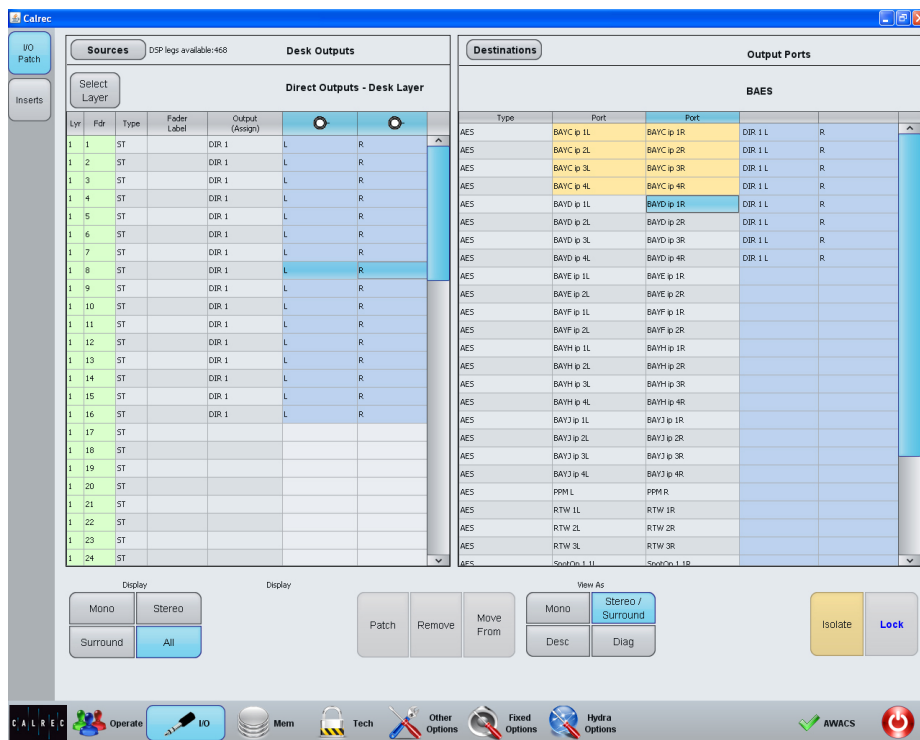 Calrec
I/O Patch
Inserts
Sources DSP legs available:468 Desk Outputs
Select Layer Direct Outputs - Desk Layer
Lyr Fdr Type Fader Label Output (Assign)
1 1 ST DIR 1 L R
1 2 ST DIR 1 L R
1 3 ST DIR 1 L R
1 4 ST DIR 1 L R
1 5 ST DIR 1 L R
1 6 ST DIR 1 L R
1 7 ST DIR 1 L R
1 8 ST DIR 1 L R
1 9 ST DIR 1 L R
1 10 ST DIR 1 L R
1 11 ST DIR 1 L R
1 12 ST DIR 1 L R
1 13 ST DIR 1 L R
1 14 ST DIR 1 L R
1 15 ST DIR 1 L R
1 16 ST DIR 1 L R
1 17 ST
1 18 ST
1 19 ST
1 20 ST
1 21 ST
1 22 ST
1 23 ST
1 24 ST
Destinations Output Ports
BAES
Type Port Port
AES BAYC ip 1L BAYC ip 1R DIR 1 L R
AES BAYC ip 2L BAYC ip 2R DIR 1 L R
AES BAYC ip 3L BAYC ip 3R DIR 1 L R
AES BAYC ip 4L BAYC ip 4R DIR 1 L R
AES BAYD ip 1L BAYD ip 1R DIR 1 L R
AES BAYD ip 2L BAYD ip 2R DIR 1 L R
AES BAYD ip 3L BAYD ip 3R DIR 1 L R
AES BAYD ip 4L BAYD ip 4R DIR 1 L R
AES BAYE ip 1L BAYE ip 1R
AES BAYE ip 2L BAYE ip 2R
AES BAYF ip 1L BAYF ip 1R
AES BAYF ip 2L BAYF ip 2R
AES BAYH ip 1L BAYH ip 1R
AES BAYH ip 2L BAYH ip 2R
AES BAYH ip 3L BAYH ip 3R
AES BAYH ip 4L BAYH ip 4R
AES BAYJ ip 1L BAYJ ip 1R
AES BAYJ ip 2L BAYJ ip 2R
AES BAYJ ip 3L BAYJ ip 3R
AES BAYJ ip 4L BAYJ ip 4R
AES PPM L PPM R
AES RTW 1L RTW 1R
AES RTW 2L RTW 2R
AES RTW 3L RTW 3R
AES SpotOp 1 1L SpotOp 1 1R
Display Display View As
Mono Stereo
Surround All
Patch Remove Move From
Mono Stereo / Surround
Desc Diag
Isolate Lock
CALREC Operate I/O Mem Tech Other Options Fixed Options Hydra Options AWACS